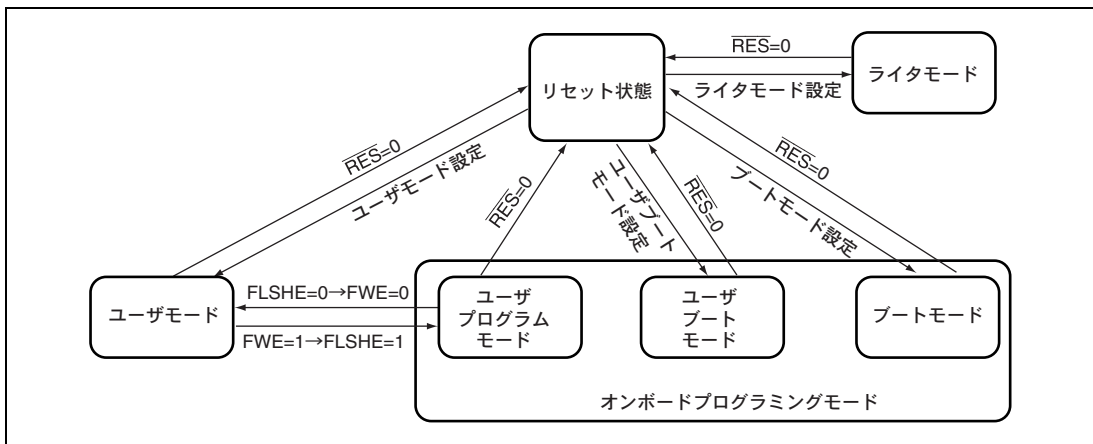 リセット状態
R̅E̅S̅=0
ライタモード設定
ライタモード
R̅E̅S̅=0
ユーザモード設定
R̅E̅S̅=0
ユーザブート
モード設定
R̅E̅S̅=0
R̅E̅S̅=0
ブートモード設定
ユーザモード
FLSHE=0→FWE=0
FWE=1→FLSHE=1
ユーザ
プログラム
モード
ユーザ
ブート
モード
ブートモード
オンボードプログラミングモード